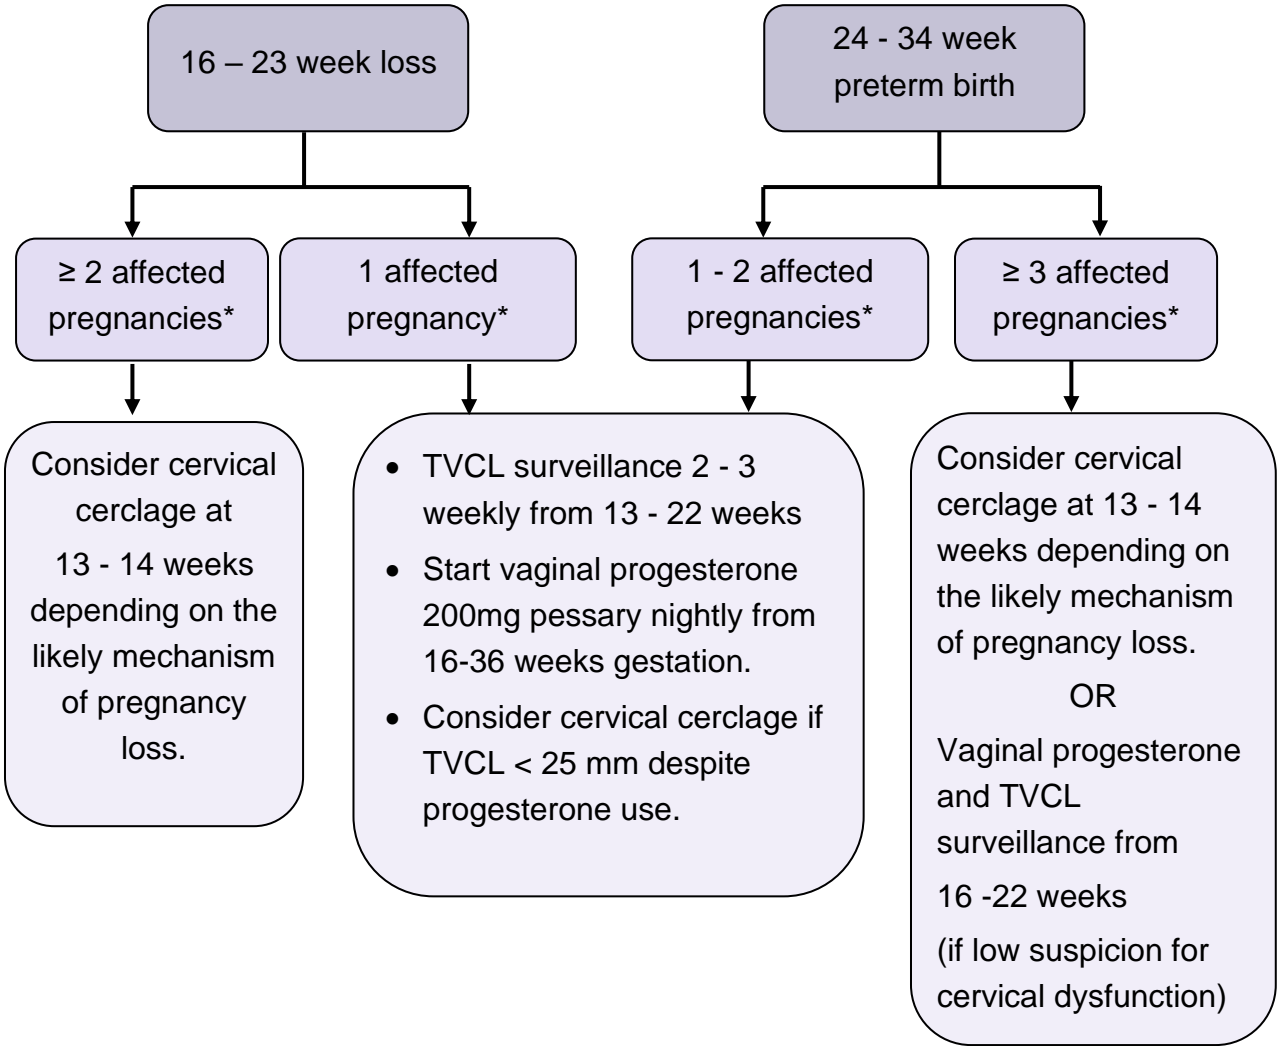 16 – 23 week loss
24 - 34 week
preterm birth
≥ 2 affected
pregnancies*
1 affected
pregnancy*
1 - 2 affected
pregnancies*
≥ 3 affected
pregnancies*
Consider cervical
cerclage at
13 - 14 weeks
depending on the
likely mechanism
of pregnancy
loss.
• TVCL surveillance 2 - 3
weekly from 13 - 22 weeks
• Start vaginal progesterone
200mg pessary nightly from
16-36 weeks gestation.
• Consider cervical cerclage if
TVCL < 25 mm despite
progesterone use.
Consider cervical
cerclage at 13 - 14
weeks depending on
the likely mechanism
of pregnancy loss.
OR
Vaginal progesterone
and TVCL
surveillance from
16 -22 weeks
(if low suspicion for
cervical dysfunction)